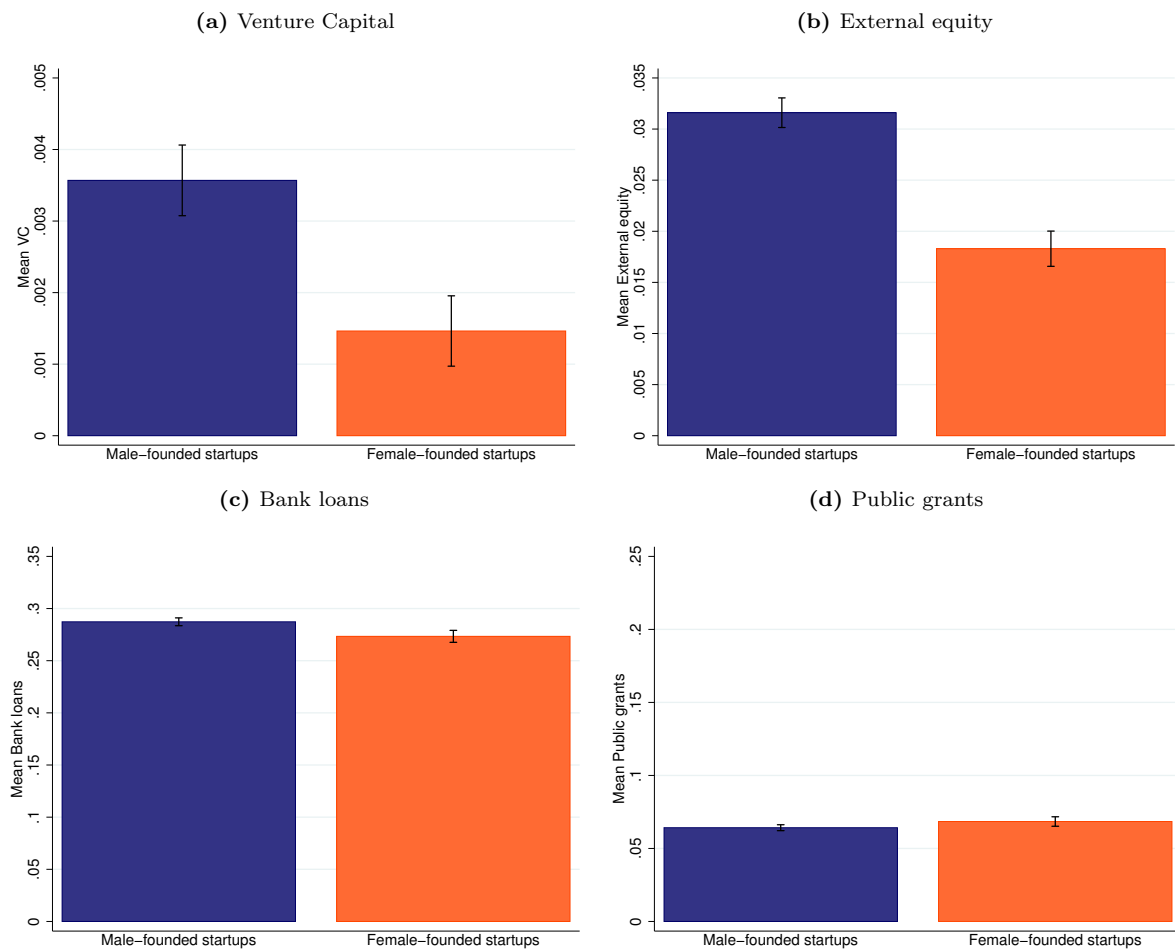 (a) Venture Capital
.005
.004
.003
.002
.001
0
Mean VC
Male−founded startups
Female−founded startups
(b) External equity
.035
.03
.025
.02
.015
.01
.005
0
Mean External equity
Male−founded startups
Female−founded startups
(c) Bank loans
.35
.3
.25
.2
.15
.1
.05
0
Mean Bank loans
Male−founded startups
Female−founded startups
(d) Public grants
.25
.2
.15
.1
.05
0
Mean Public grants
Male−founded startups
Female−founded startups